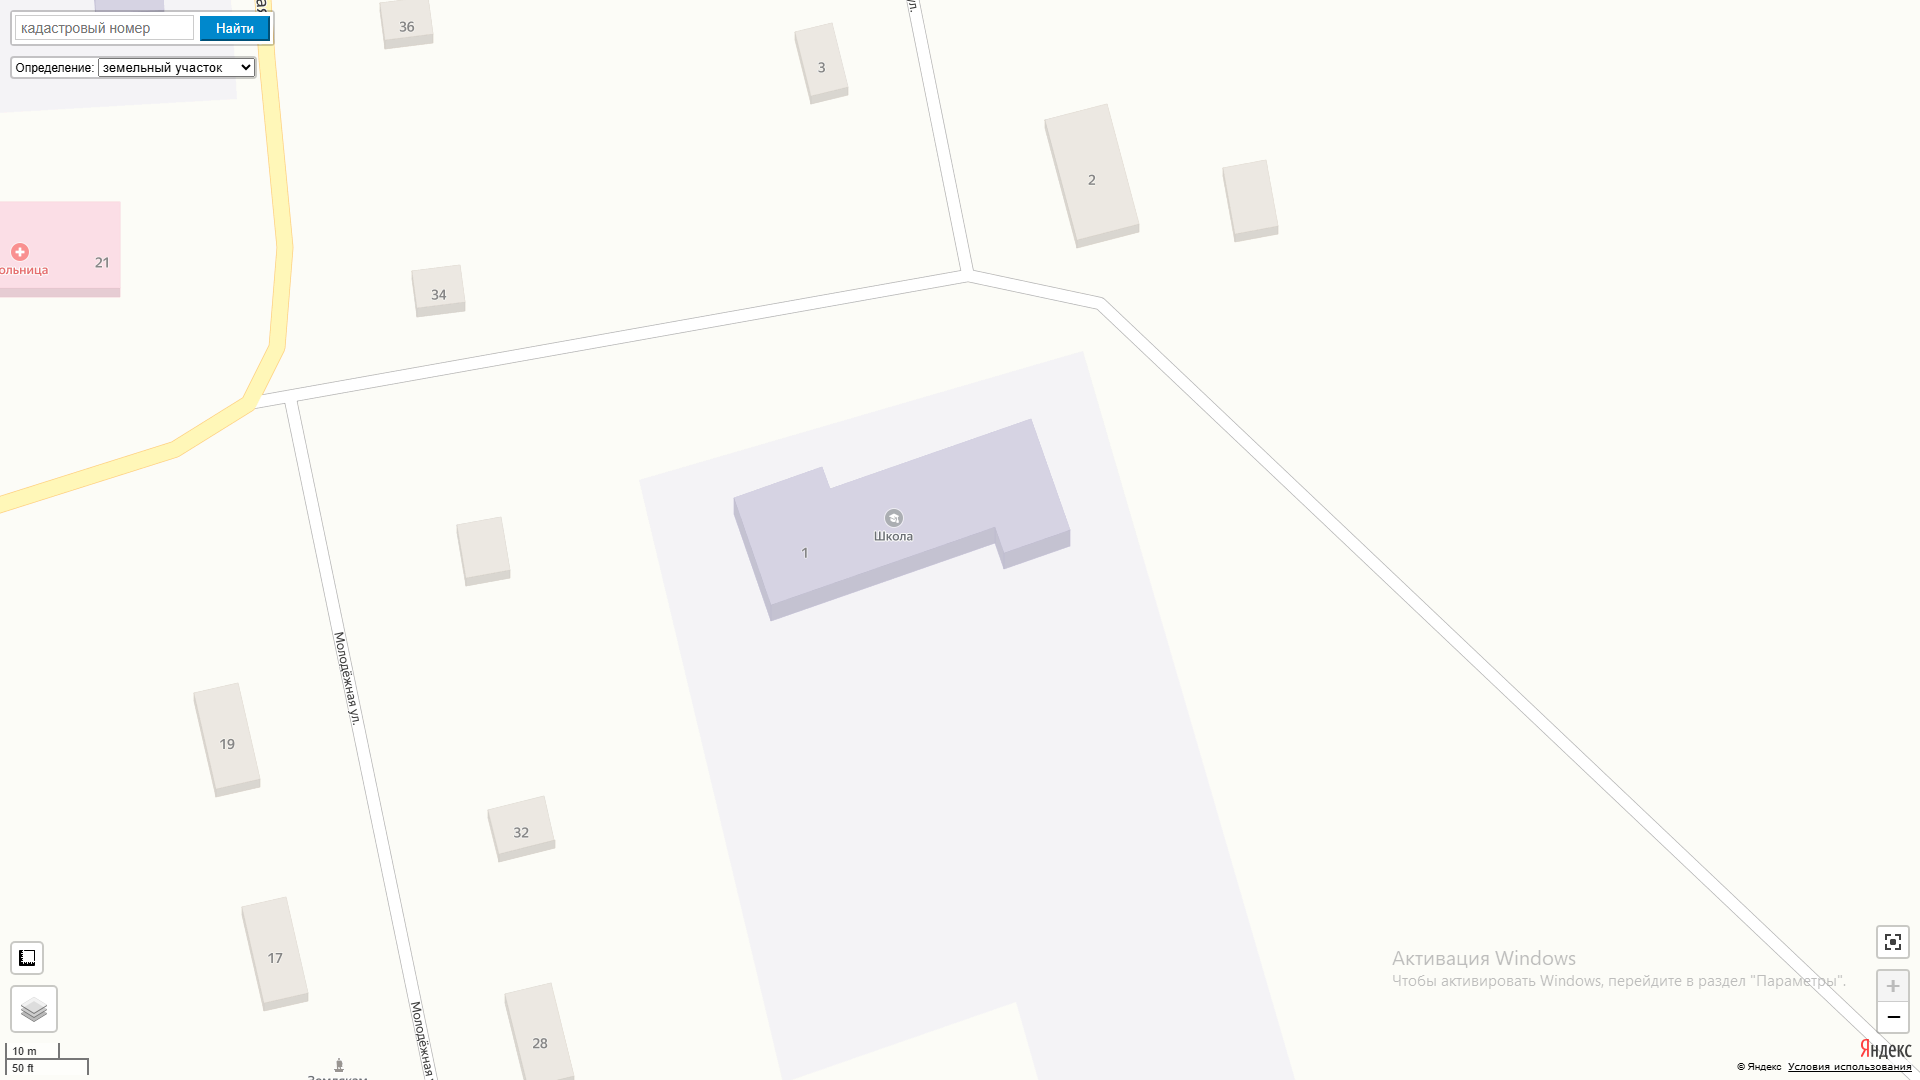 кадастровый номер
Найти
Определение: земельный участок
36
3
ул.
2
21
34
Школа
1
Молодёжная ул.
19
32
17
28
Молодёжная
10 m
50 ft
Активация Windows
Чтобы активировать Windows, перейдите в раздел "Параметры".
+
−
Яндекс
© Яндекс Условия использования